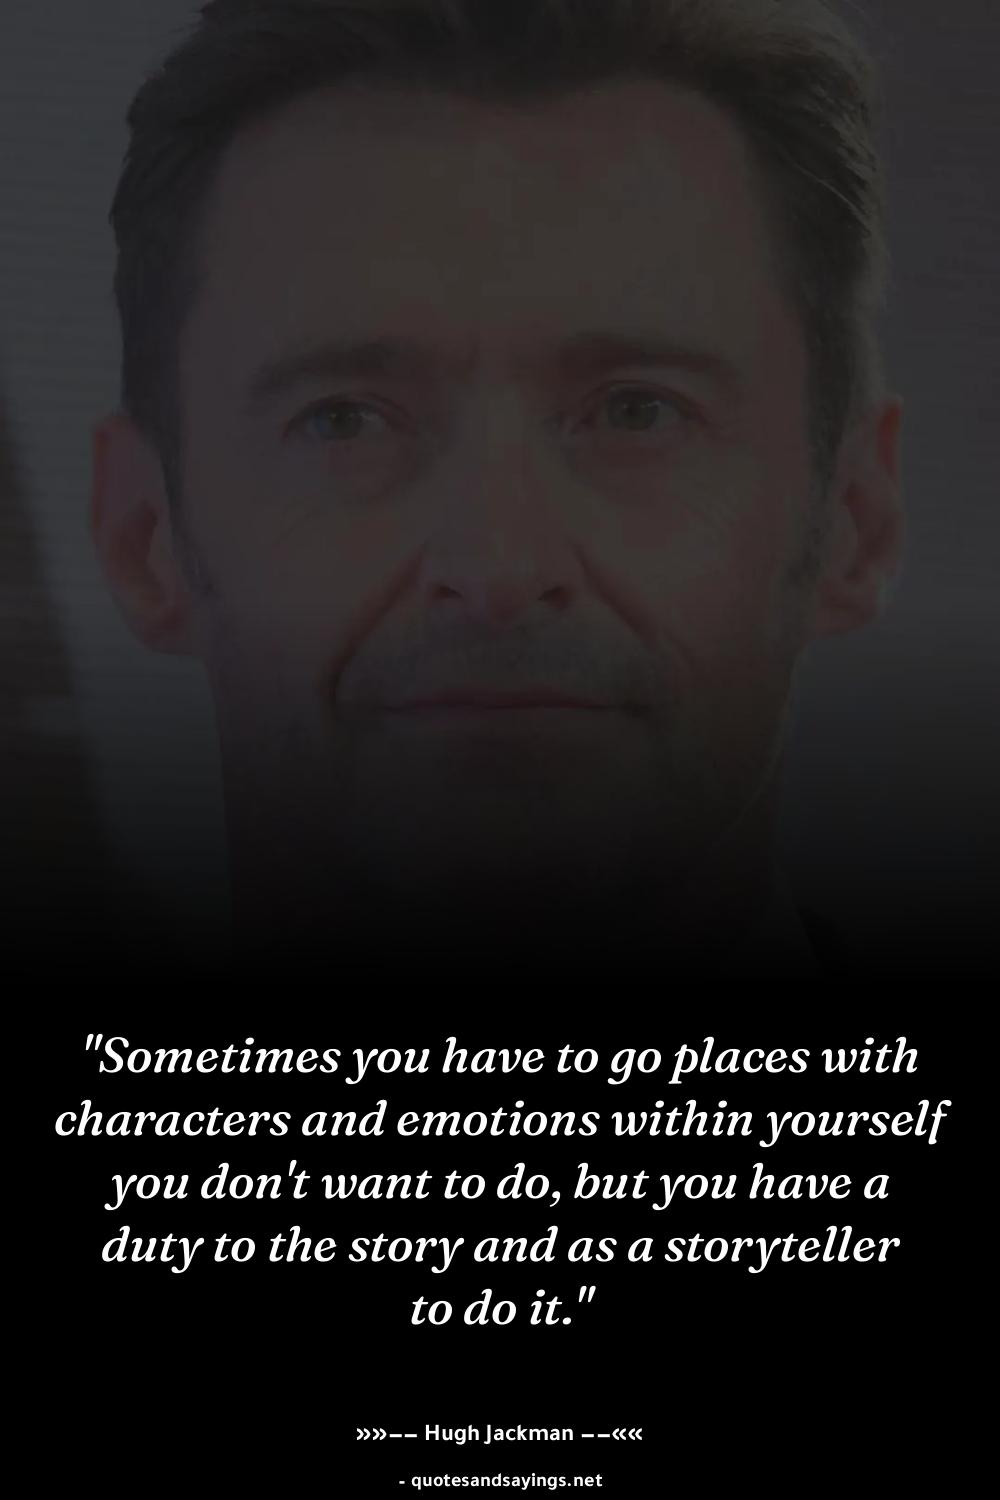 "Sometimes you have to go places with
characters and emotions within yourself
you don't want to do, but you have a
duty to the story and as a storyteller
to do it."
»»−− Hugh Jackman −−««
- quotesandsayings.net